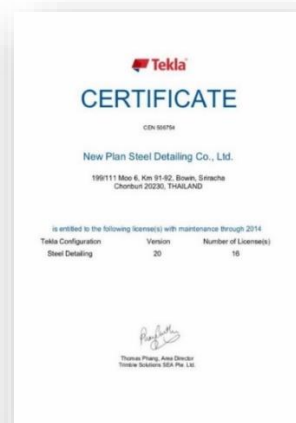 Tekla
CERTIFICATE
New Plan Steel Detailing Co., Ltd.
199/111 Moo 6, Km 91-92, Bowin, Sriracha
Chonburi 20230, THAILAND
is entitled to the following license(s) with maintenance through 2014
Tekla Configuration Version Number of License(s)
Steel Detailing 20 16
Thomas Phang, Area Director
Trimble Solutions SEA Pte. Ltd.